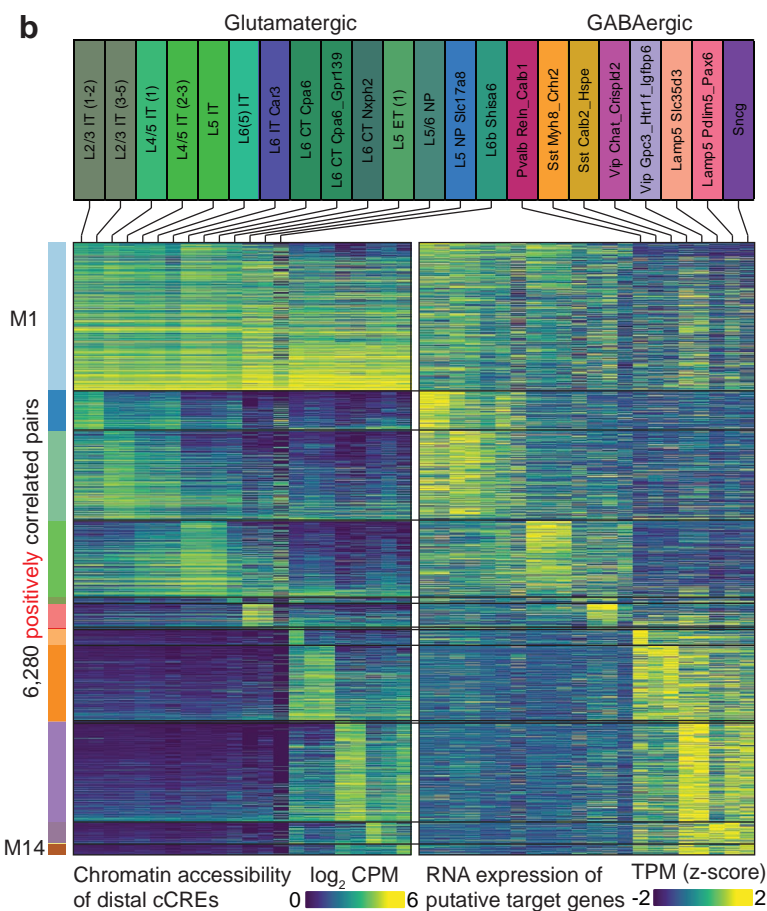 b
Glutamatergic
GABAergic
L2/3 IT (1-2)
L2/3 IT (3-5)
L4/5 IT (1)
L4/5 IT (2-3)
L5 IT
L6(5) IT
L6 IT Car3
L6 CT Cpa6
L6 CT Cpa6_Gpr139
L6 CT Nxph2
L5 ET (1)
L5/6 NP
L5 NP Slc17a8
L6b Shisa6
Pvalb Reln_Calb1
Sst Myh8_Crhr2
Sst Calb2_Hspe
Vip Chat_Crispld2
Vip Gpc3_Htr1f_Igfbp6
Lamp5 Slc35d3
Lamp5 Pdlim5_Pax6
Sncg
M1
6,280 positively correlated pairs
M14
Chromatin accessibility
of distal cCREs
log2 CPM
0 6
RNA expression of
putative target genes
TPM (z-score)
-2 2